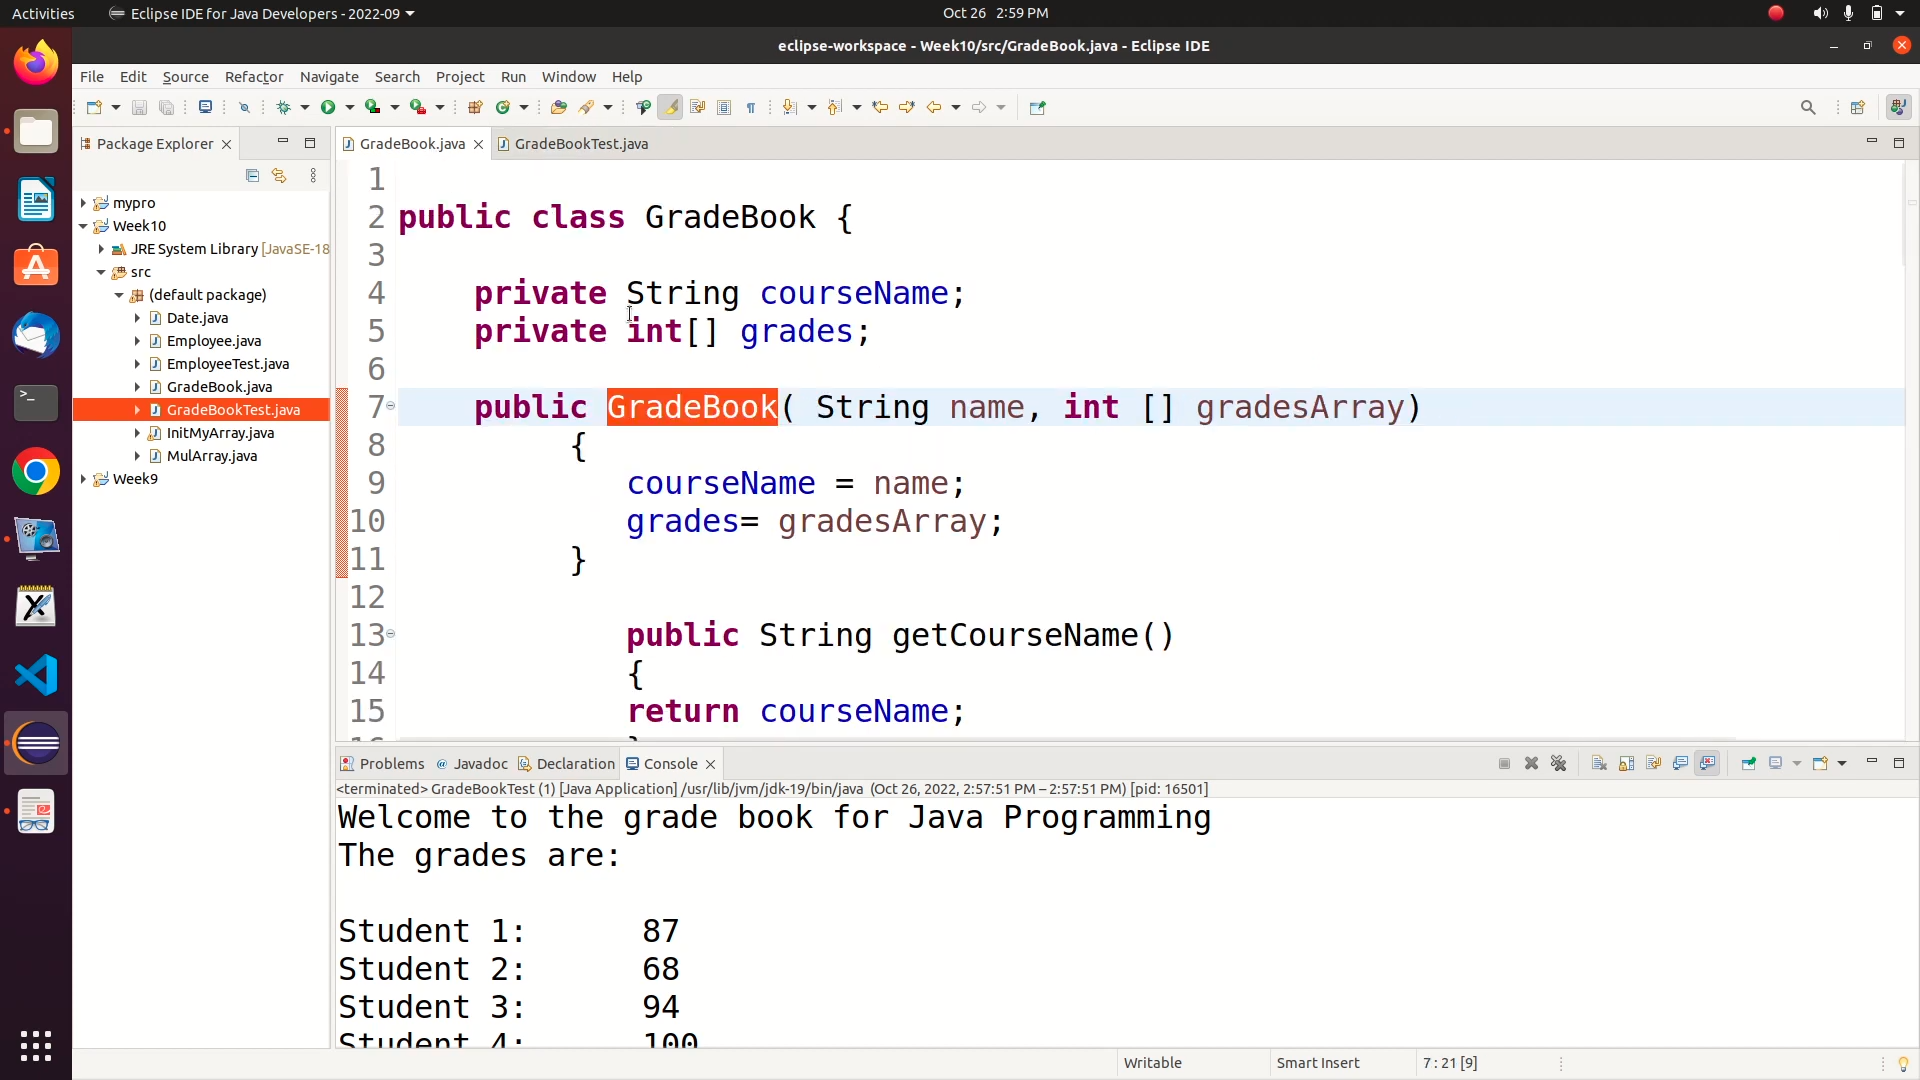 Activities
Eclipse IDE for Java Developers - 2022-09
Oct 26 2:59 PM
eclipse-workspace - Week10/src/GradeBook.java - Eclipse IDE
File Edit Source Refactor Navigate Search Project Run Window Help
Package Explorer
GradeBook.java
GradeBookTest.java
mypro
Week10
JRE System Library [JavaSE-18
src
(default package)
Date.java
Employee.java
EmployeeTest.java
GradeBook.java
GradeBookTest.java
InitMyArray.java
MulArray.java
Week9
1
2 public class GradeBook {
3
4 private String courseName;
5 private int[] grades;
6
7 public GradeBook( String name, int [] gradesArray)
8 {
9 courseName = name;
10 grades= gradesArray;
11 }
12
13 public String getCourseName()
14 {
15 return courseName;
Problems Javadoc Declaration Console
<terminated> GradeBookTest (1) [Java Application] /usr/lib/jvm/jdk-19/bin/java (Oct 26, 2022, 2:57:51 PM – 2:57:51 PM) [pid: 16501]
Welcome to the grade book for Java Programming
The grades are:
Student 1: 87
Student 2: 68
Student 3: 94
Student 4: 100
Writable
Smart Insert
7 : 21 [9]